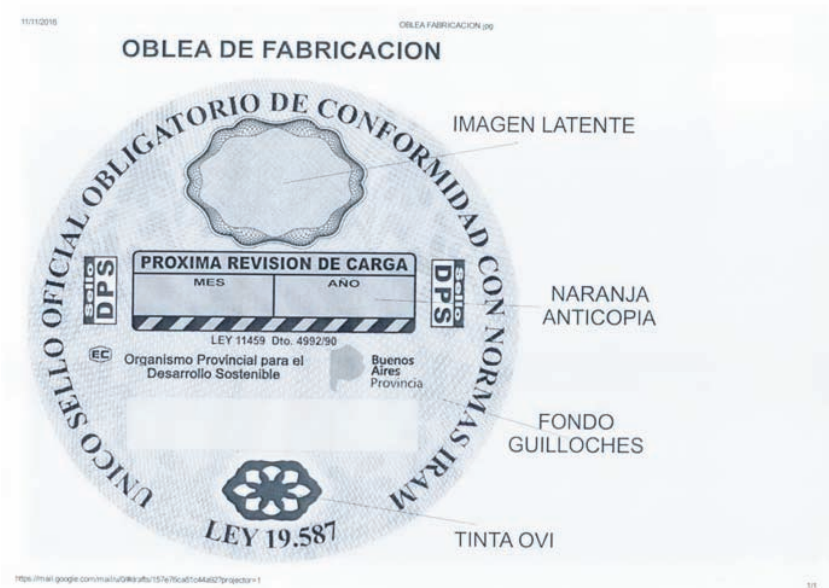 11/11/2016
OBLEA FABRICACION.jpg
OBLEA DE FABRICACION
UNICO SELLO OFICIAL OBLIGATORIO DE CONFORMIDAD CON NORMAS IRAM
IMAGEN LATENTE
PROXIMA REVISION DE CARGA
MES AÑO
Sello DPS
Sello DPS
NARANJA
ANTICOPIA
LEY 11459 Dto. 4992/90
EC
Organismo Provincial para el
Desarrollo Sostenible
Buenos
Aires
Provincia
FONDO
GUILLOCHES
LEY 19.587
TINTA OVI
1/1